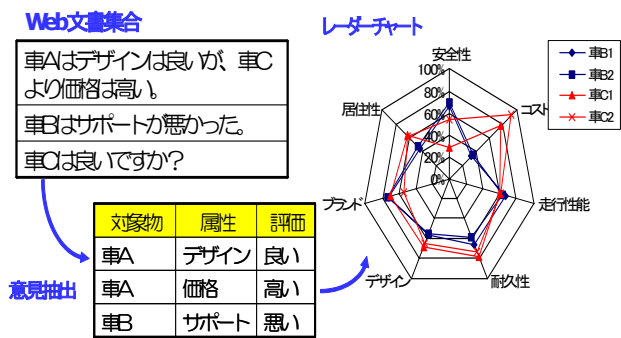 Web文書集合
車Aはデザインは良いが、車C
より価格は高い。
車Bはサポートが悪かった。
車Cは良いですか?
意見抽出
対象物 属性 評価
車A デザイン 良い
車A 価格 高い
車B サポート 悪い
レーダーチャート
安全性
コスト
走行性能
耐久性
デザイン
ブランド
居住性
100%
80%
60%
40%
20%
0%
車B1
車B2
車C1
車C2